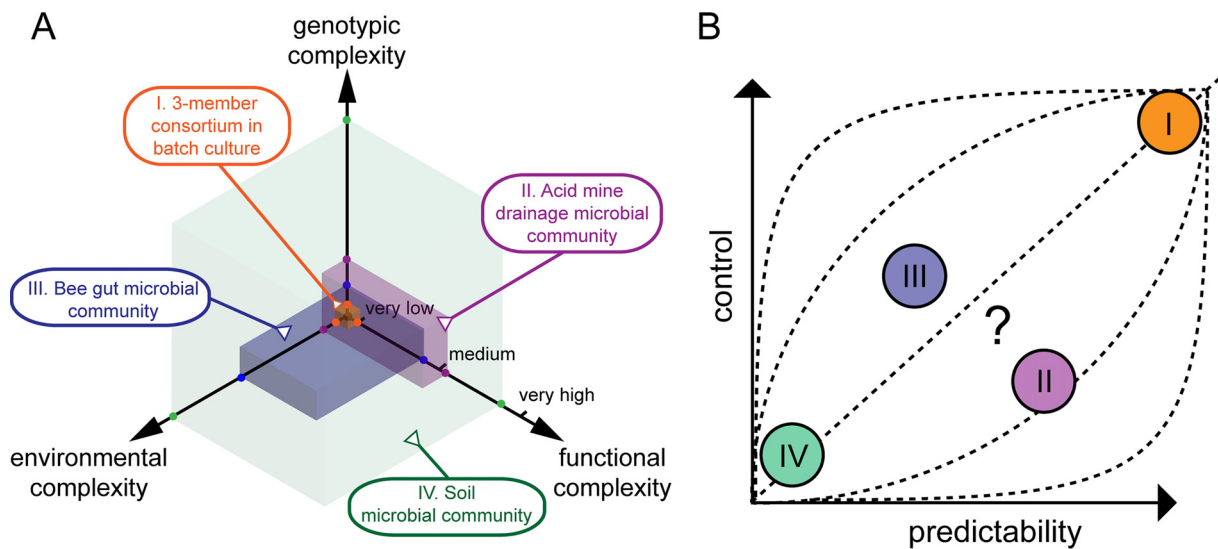 A
genotypic
complexity
I. 3-member
consortium in
batch culture
II. Acid mine
drainage microbial
community
III. Bee gut microbial
community
very low
medium
very high
environmental
complexity
functional
complexity
IV. Soil
microbial community
B
control
I
III
?
II
IV
predictability